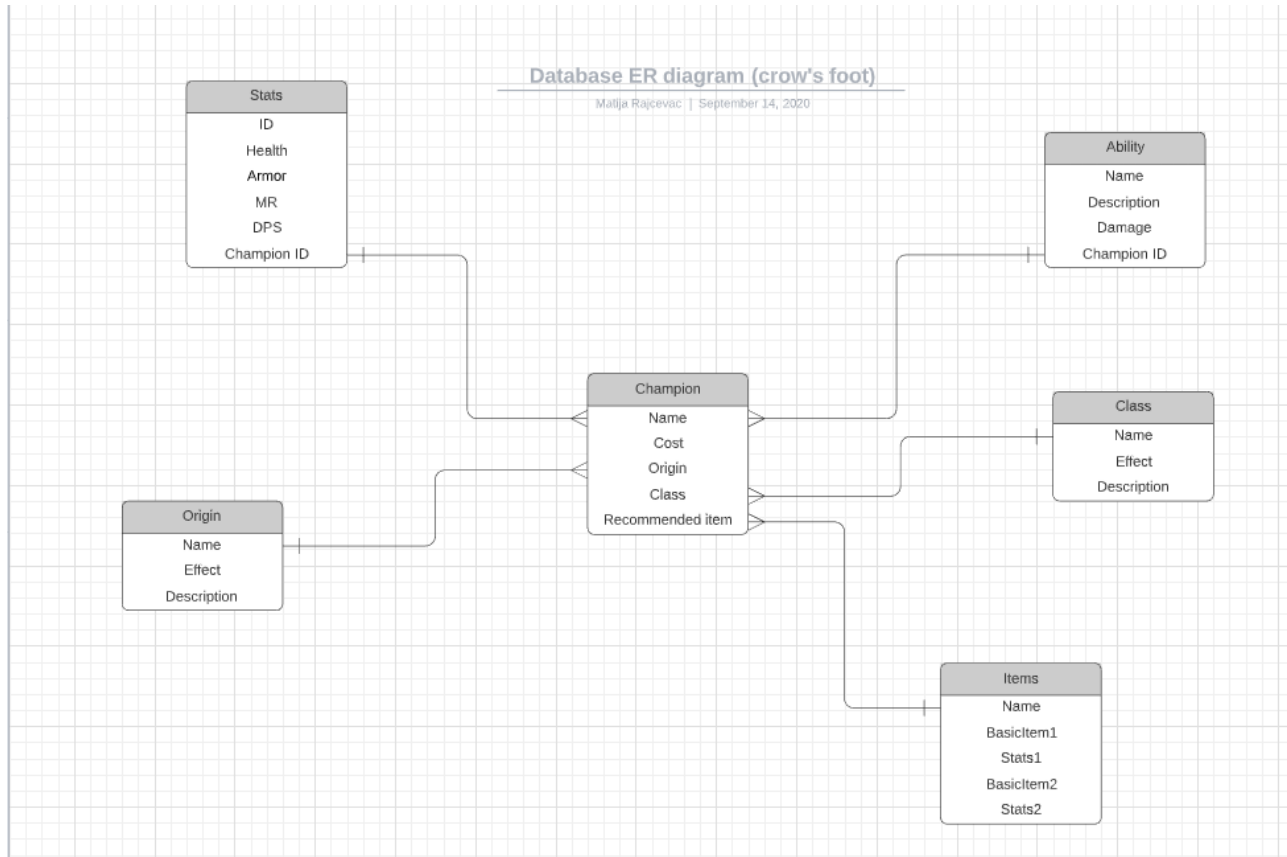 Database ER diagram (crow's foot)
Matija Rajcevac | September 14, 2020
Stats
ID
Health
Armor
MR
DPS
Champion ID
Ability
Name
Description
Damage
Champion ID
Champion
Name
Cost
Origin
Class
Recommended item
Class
Name
Effect
Description
Origin
Name
Effect
Description
Items
Name
BasicItem1
Stats1
BasicItem2
Stats2